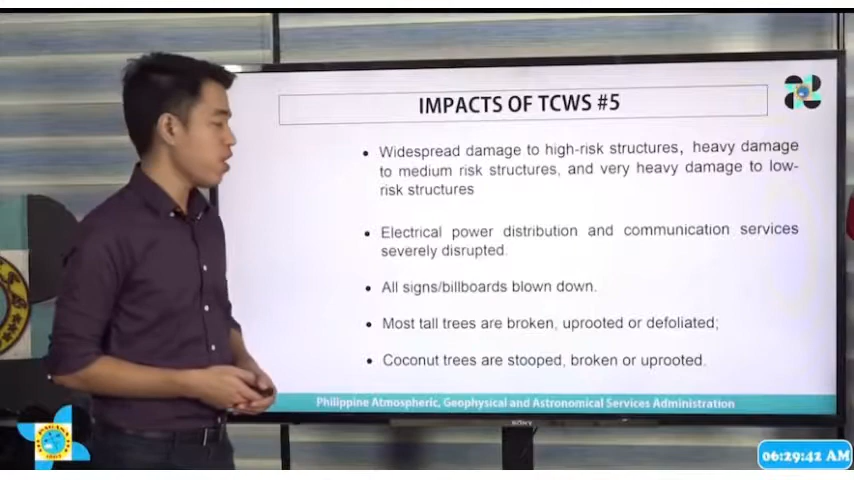 IMPACTS OF TCWS #5
• Widespread damage to high-risk structures, heavy damage
to medium risk structures, and very heavy damage to low-
risk structures
• Electrical power distribution and communication services
severely disrupted.
• All signs/billboards blown down.
• Most tall trees are broken, uprooted or defoliated;
• Coconut trees are stooped, broken or uprooted.
Philippine Atmospheric, Geophysical and Astronomical Services Administration
SONY
PAGASA
06:29:42 AM